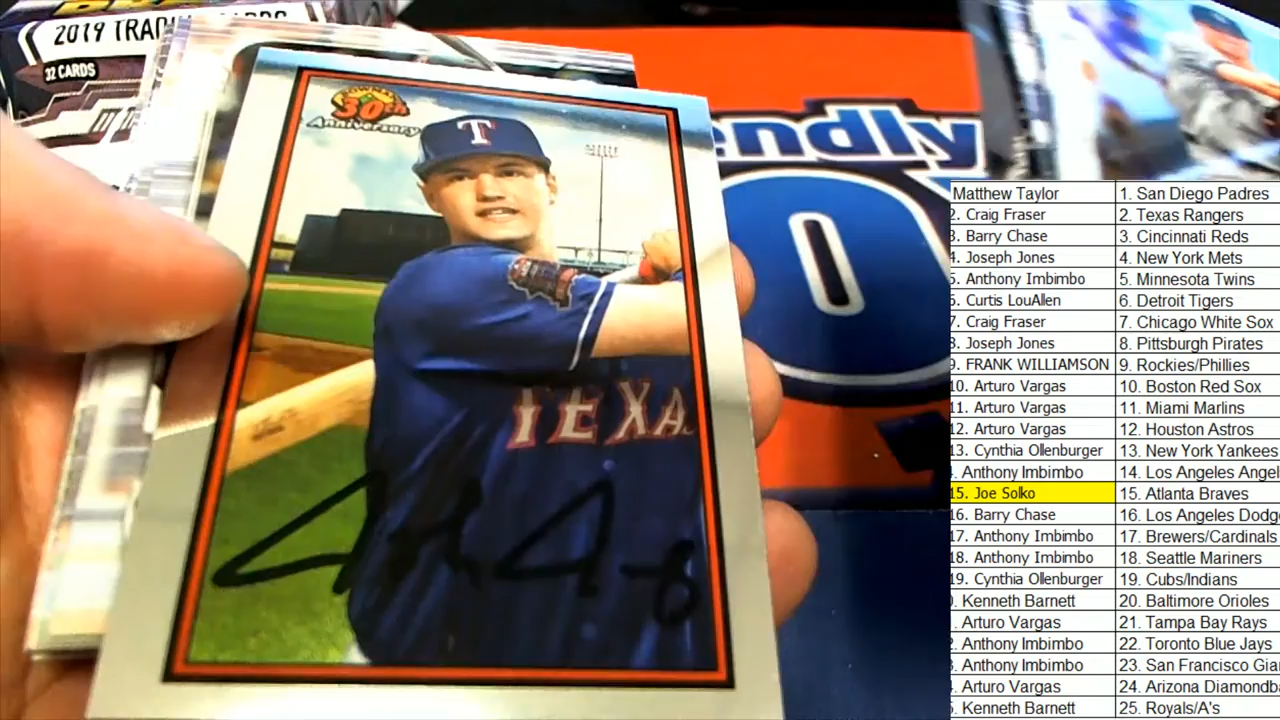 2019 TRADI
32 CARDS
BOWMAN
30th
Anniversary
T
TEXA
endly
0
Matthew Taylor 1. San Diego Padres
2. Craig Fraser 2. Texas Rangers
3. Barry Chase 3. Cincinnati Reds
4. Joseph Jones 4. New York Mets
5. Anthony Imbimbo 5. Minnesota Twins
6. Curtis LouAllen 6. Detroit Tigers
7. Craig Fraser 7. Chicago White Sox
8. Joseph Jones 8. Pittsburgh Pirates
9. FRANK WILLIAMSON 9. Rockies/Phillies
10. Arturo Vargas 10. Boston Red Sox
11. Arturo Vargas 11. Miami Marlins
12. Arturo Vargas 12. Houston Astros
13. Cynthia Ollenburger 13. New York Yankees
. Anthony Imbimbo 14. Los Angeles Angel
15. Joe Solko 15. Atlanta Braves
16. Barry Chase 16. Los Angeles Dodg
17. Anthony Imbimbo 17. Brewers/Cardinals
18. Anthony Imbimbo 18. Seattle Mariners
19. Cynthia Ollenburger 19. Cubs/Indians
. Kenneth Barnett 20. Baltimore Orioles
. Arturo Vargas 21. Tampa Bay Rays
. Anthony Imbimbo 22. Toronto Blue Jays
. Anthony Imbimbo 23. San Francisco Gia
. Arturo Vargas 24. Arizona Diamondba
. Kenneth Barnett 25. Royals/A's